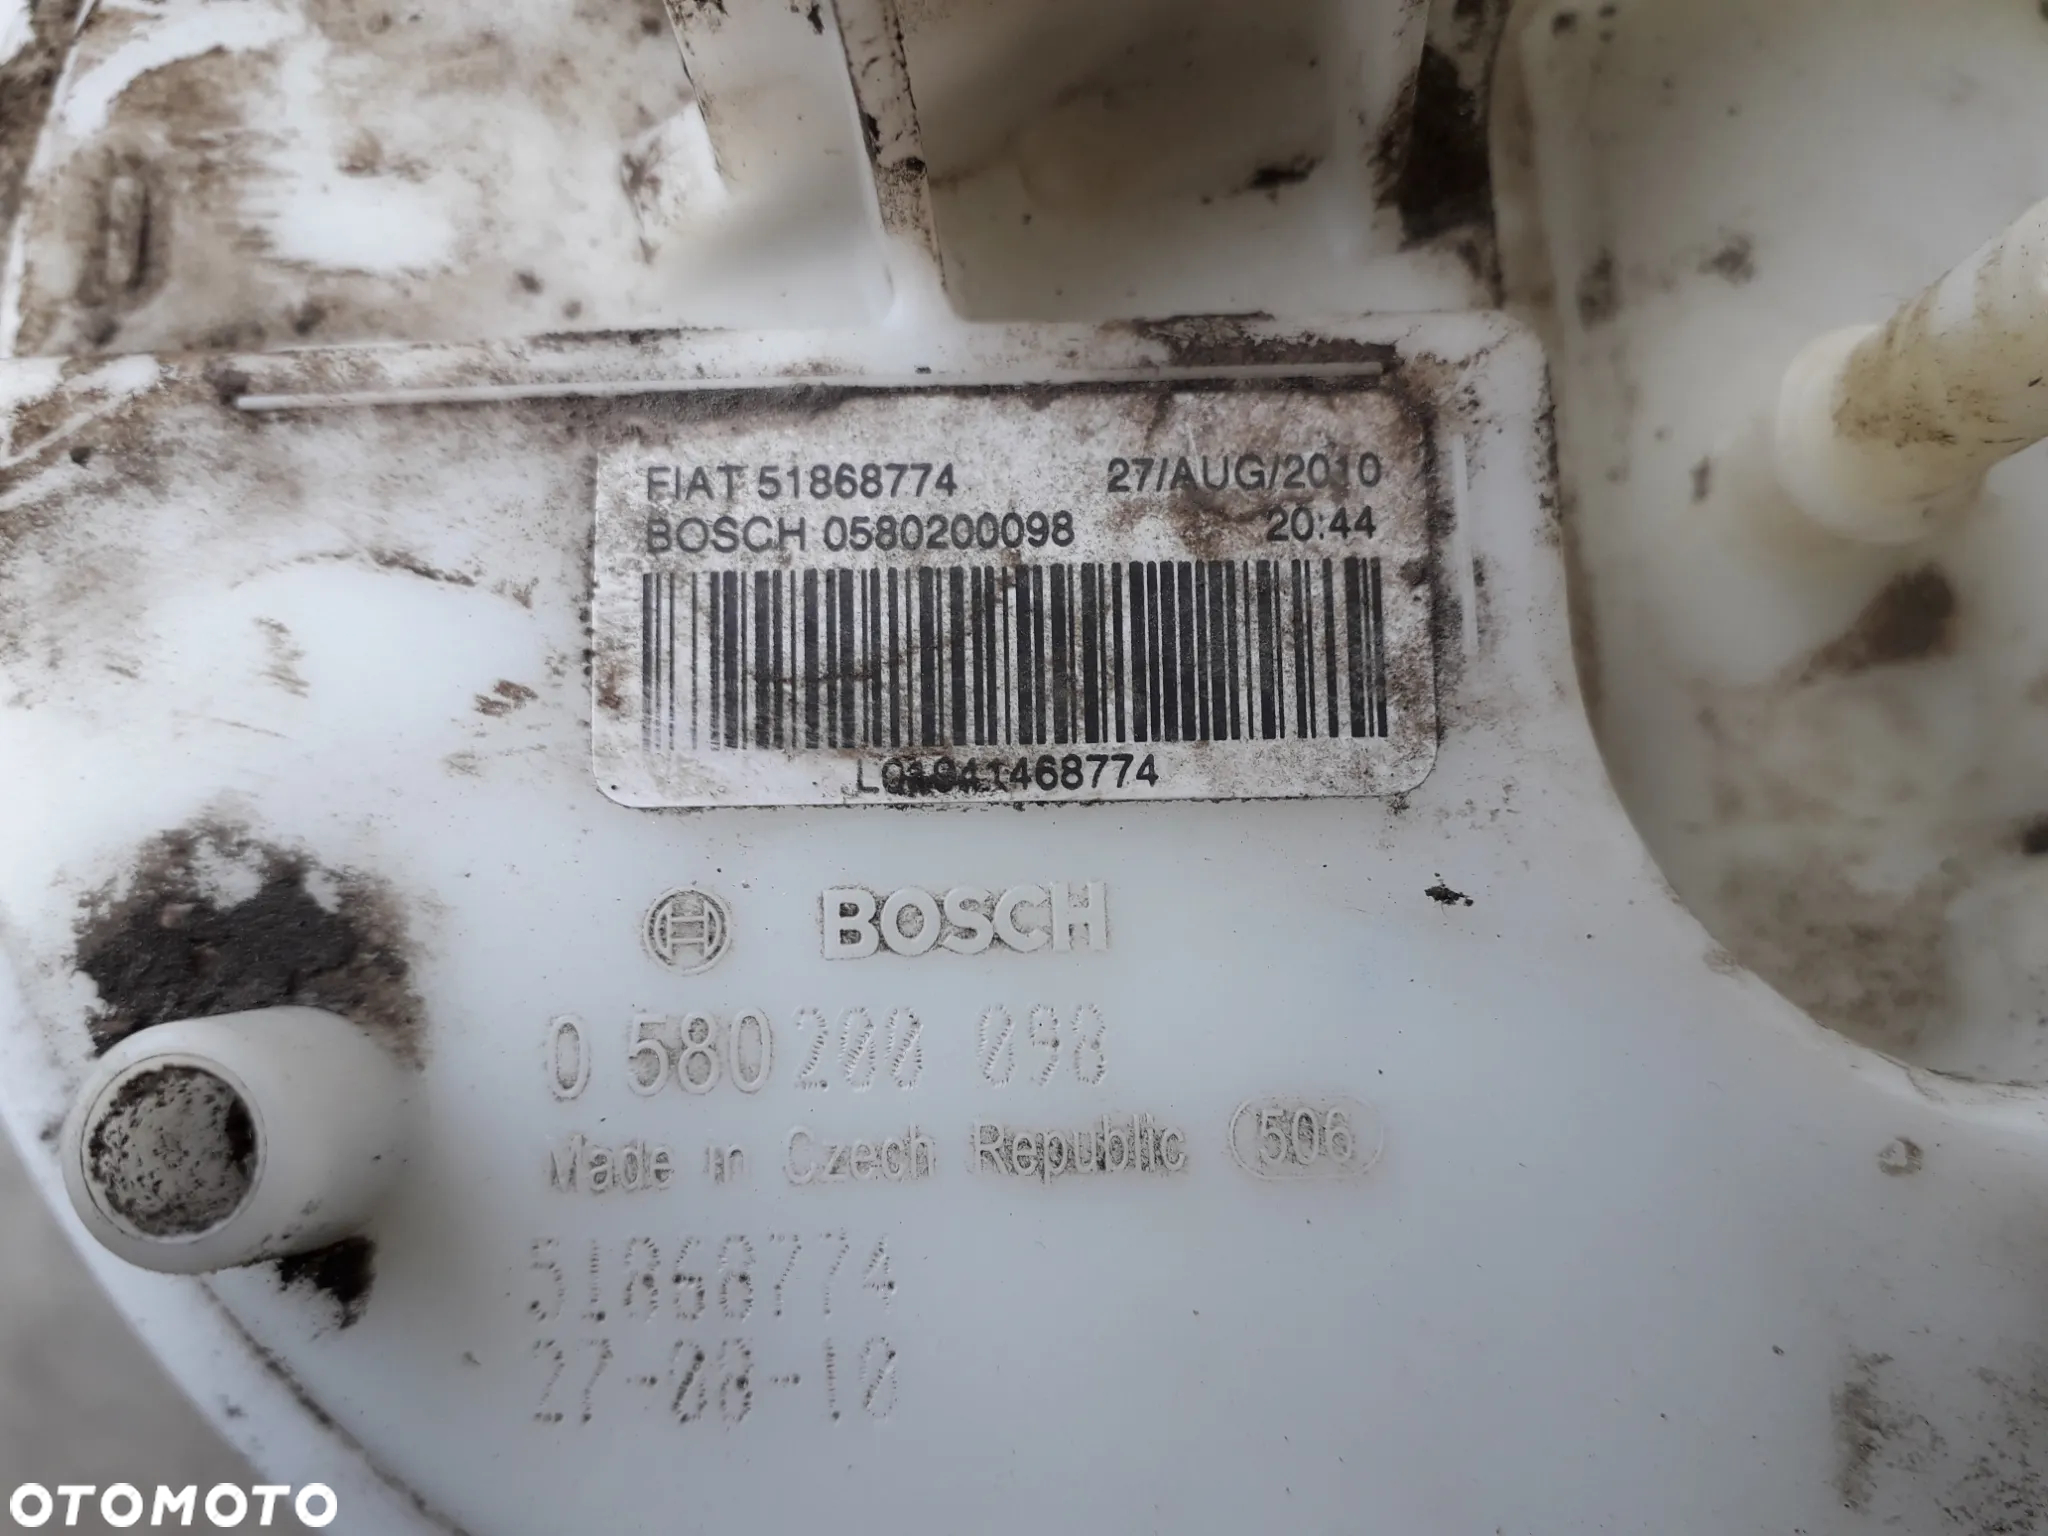 FIAT 51868774 27/AUG/2010
BOSCH 0580200098 20:44
BOSCH
0 580 200 098
Made in Czech Republic 506
51868774
27-08-10
OTOMOTO